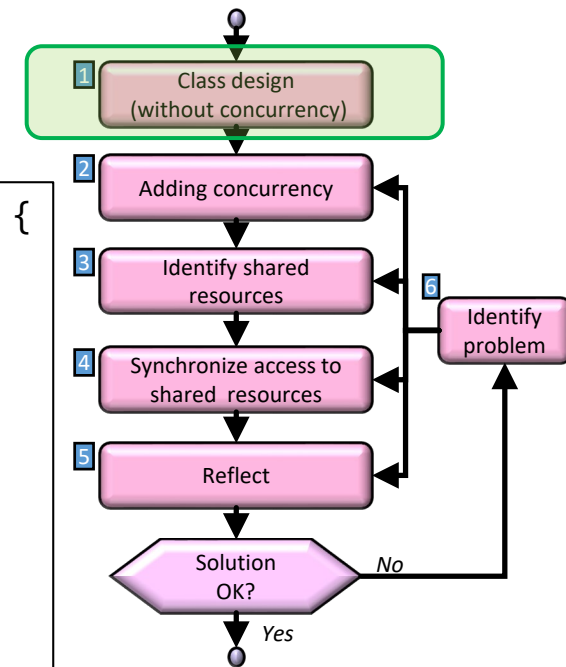 1
Class design
(without concurrency)
2
Adding concurrency
{
3
Identify shared
resources
6
Identify
problem
4
Synchronize access to
shared  resources
5
Reflect
Solution
OK?
No
Yes